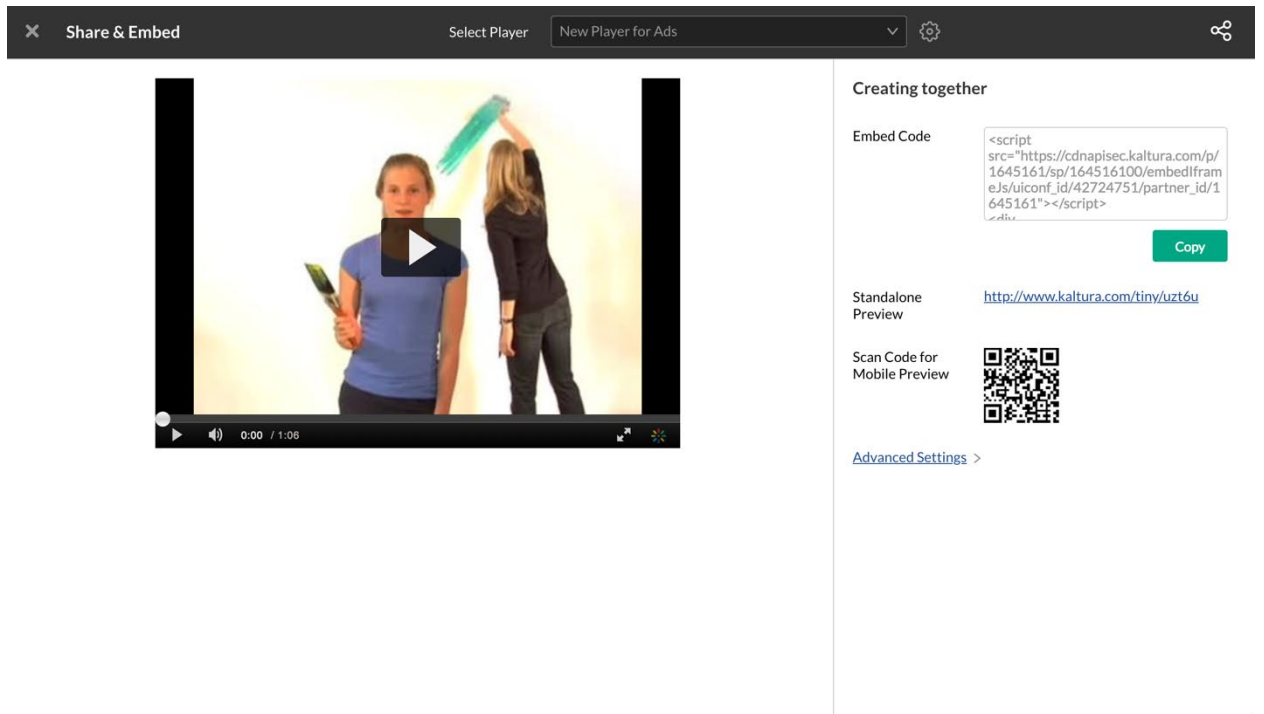 Share & Embed
Select Player
New Player for Ads
Creating together
Embed Code
<script
src="https://cdnapisec.kaltura.com/p/
1645161/sp/164516100/embedIfram
eJs/uiconf_id/42724751/partner_id/1
645161"></script>
<div
Copy
Standalone
Preview
http://www.kaltura.com/tiny/uzt6u
Scan Code for
Mobile Preview
Advanced Settings >
0:00 / 1:06